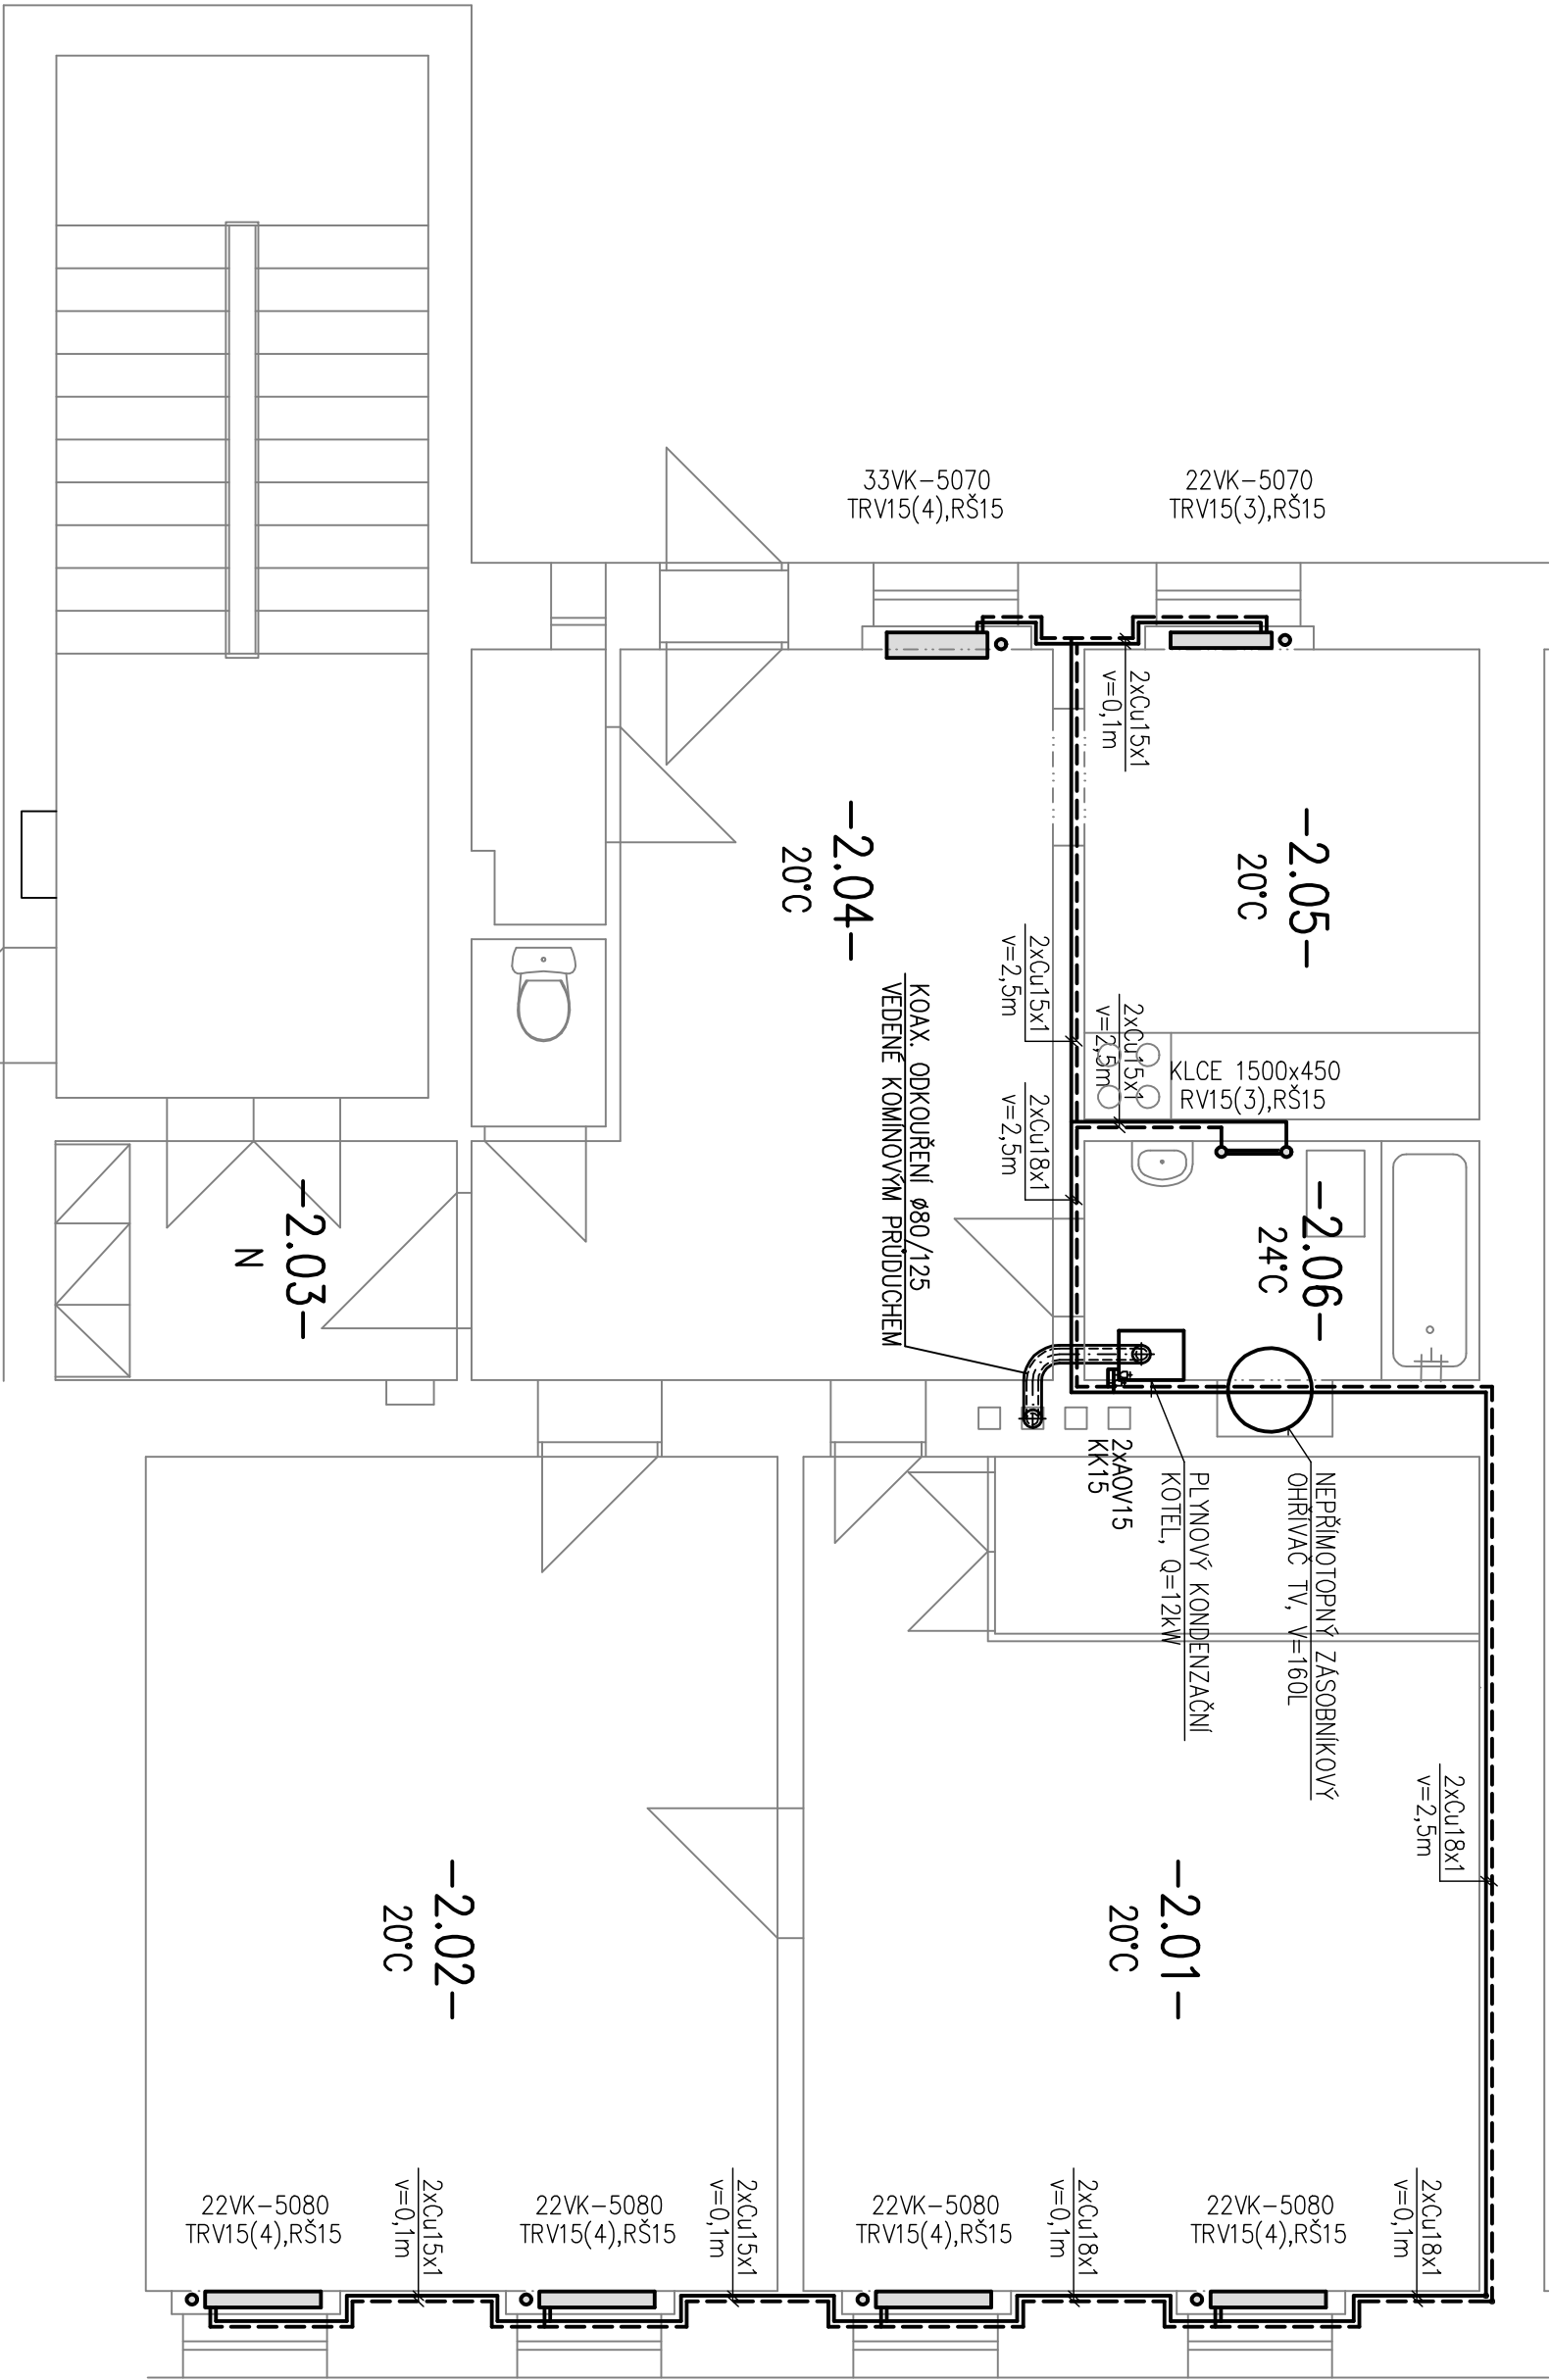 33VK-5070
TRV15(4),RŠ15
22VK-5070
TRV15(3),RŠ15
2xCu15x1
v=0,1m
-2.04-
20°C
-2.05-
20°C
2xCu15x1
v=2,5m
2xCu15x1
v=2,5m
KLCE 1500x450
RV15(3),RŠ15
2xCu18x1
v=2,5m
KOAX. ODKOUŘENÍ ø80/125
VEDENÉ KOMÍNOVÝM PRŮDUCHEM
-2.03-
N
-2.06-
24°C
2xAOV15
KK15
PLYNOVÝ KONDENZAČNÍ
KOTEL, Q=12kW
NEPŘÍMOTOPNÝ ZÁSOBNÍKOVÝ
OHŘÍVAČ TV, V=160L
2xCu18x1
v=2,5m
-2.02-
20°C
-2.01-
20°C
22VK-5080
TRV15(4),RŠ15
2xCu15x1
v=0,1m
22VK-5080
TRV15(4),RŠ15
2xCu15x1
v=0,1m
22VK-5080
TRV15(4),RŠ15
2xCu18x1
v=0,1m
22VK-5080
TRV15(4),RŠ15
2xCu18x1
v=0,1m